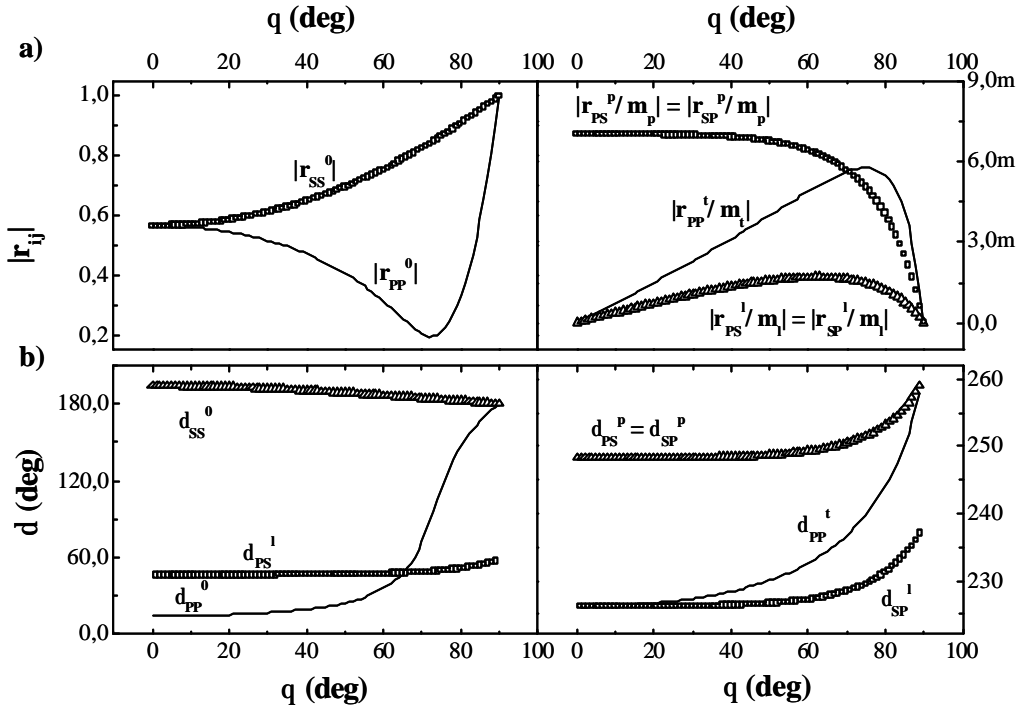 q (deg)
q (deg)
a)
0 20 40 60 80 100
0 20 40 60 80 100
1,0
0,8
0,6
0,4
0,2
|r_ij|
|r_SS^0|
|r_PP^0|
|r_PS^p/m_p| = |r_SP^p/m_p|
|r_PP^t/m_t|
|r_PS^l/m_l| = |r_SP^l/m_l|
9,0m
6,0m
3,0m
0,0
b)
180,0
120,0
60,0
0,0
d (deg)
d_SS^0
d_PS^l
d_PP^0
d_PS^p = d_SP^p
d_PP^t
d_SP^l
260
250
240
230
0 20 40 60 80 100
0 20 40 60 80 100
q (deg)
q (deg)